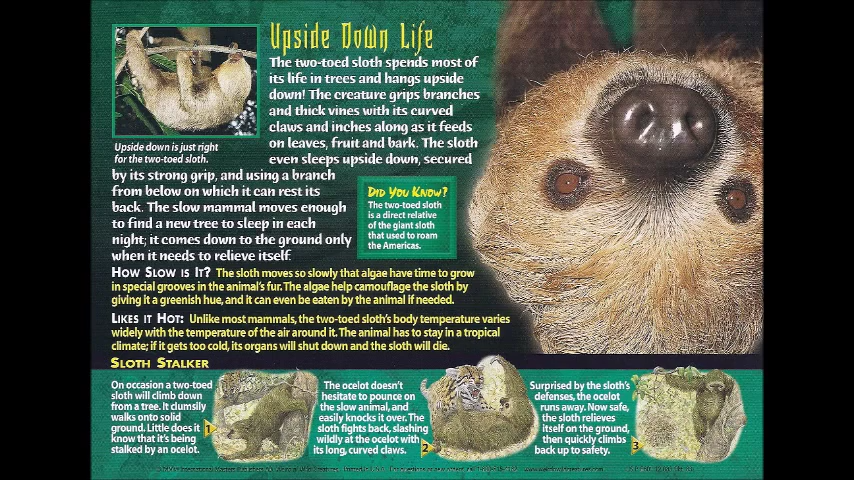 Upside Down Life
The two-toed sloth spends most of
its life in trees and hangs upside
down! The creature grips branches
and thick vines with its curved
claws and inches along as it feeds
on leaves, fruit and bark. The sloth
even sleeps upside down, secured
by its strong grip, and using a branch
from below on which it can rest its
back. The slow mammal moves enough
to find a new tree to sleep in each
night; it comes down to the ground only
when it needs to relieve itself.
Upside down is just right
for the two-toed sloth.
DID YOU KNOW?
The two-toed sloth
is a direct relative
of the giant sloth
that used to roam
the Americas.
HOW SLOW IS IT? The sloth moves so slowly that algae have time to grow
in special grooves in the animal's fur. The algae help camouflage the sloth by
giving it a greenish hue, and it can even be eaten by the animal if needed.
LIKES IT HOT: Unlike most mammals, the two-toed sloth's body temperature varies
widely with the temperature of the air around it. The animal has to stay in a tropical
climate; if it gets too cold, its organs will shut down and the sloth will die.
SLOTH STALKER
On occasion a two-toed
sloth will climb down
from a tree. It clumsily
walks onto solid
ground. Little does it
know that it's being
stalked by an ocelot.
1
The ocelot doesn't
hesitate to pounce on
the slow animal, and
easily knocks it over. The
sloth fights back, slashing
wildly at the ocelot with
its long, curved claws.
2
Surprised by the sloth's
defenses, the ocelot
runs away. Now safe,
the sloth relieves
itself on the ground,
then quickly climbs
back up to safety.
3